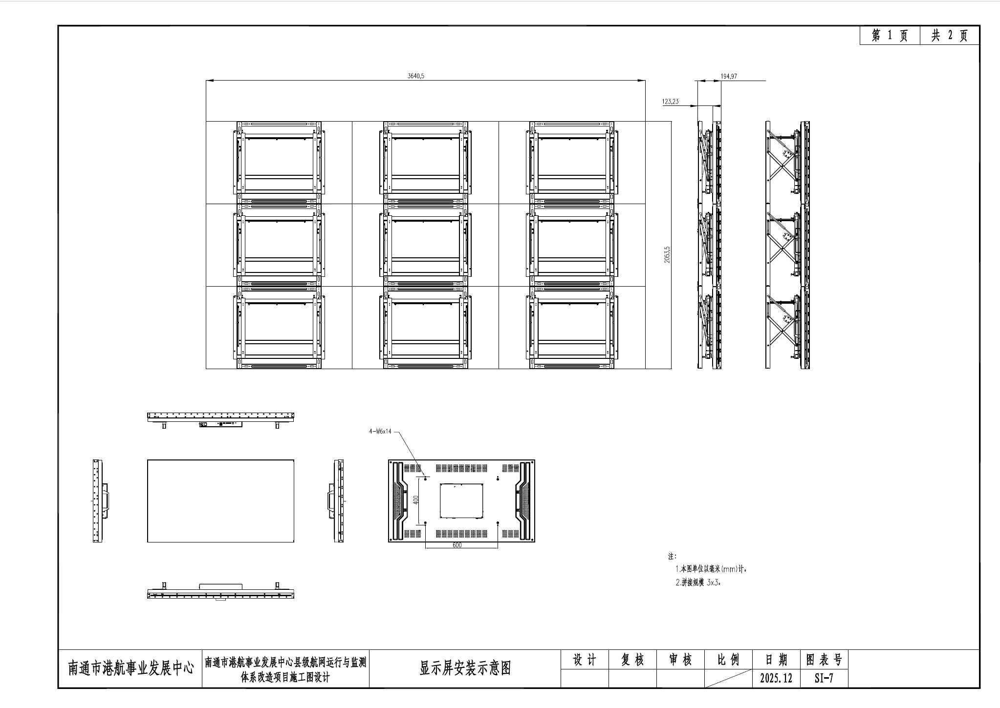 第 1 页 共 2 页
3640,5
194,97
123,23
2053,5
4-M6x14
400
600
注：
1.本图单位以毫米(mm)计。
2.拼接规模 3x3。
南通市港航事业发展中心
南通市港航事业发展中心县级航网运行与监测
体系改造项目施工图设计
显示屏安装示意图
设 计 复 核 审 核 比 例 日 期 图 表 号
2025.12 SI-7